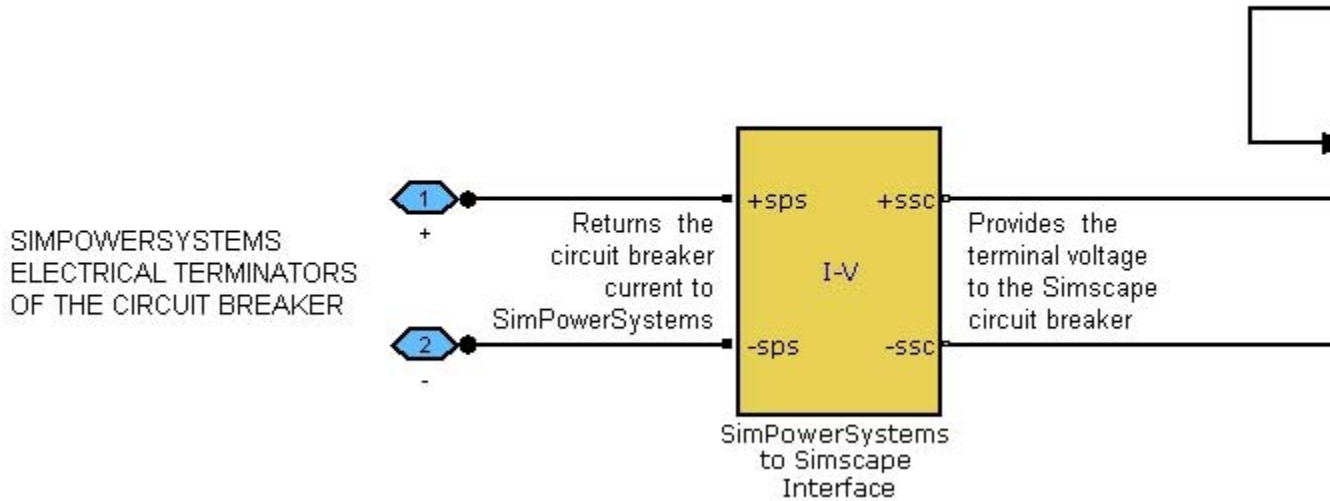 SIMPOWERSYSTEMS
ELECTRICAL TERMINATORS
OF THE CIRCUIT BREAKER
1
+
2
-
Returns the
circuit breaker
current to
SimPowerSystems
+sps
+ssc
I-V
-sps
-ssc
SimPowerSystems
to Simscape
Interface
Provides the
terminal voltage
to the Simscape
circuit breaker